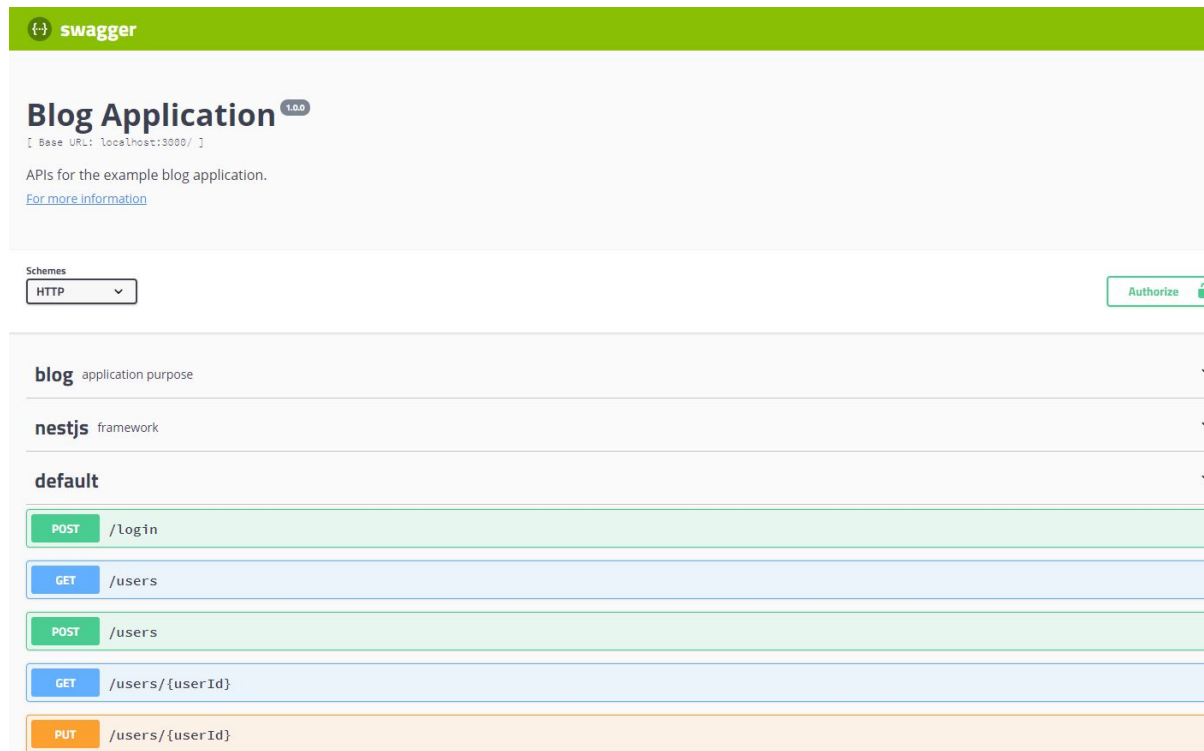 {··} swagger
Blog Application 1.0.0
[ Base URL: localhost:3000/ ]
APIs for the example blog application.
For more information
Schemes
HTTP
Authorize
blog application purpose
nestjs framework
default
POST /login
GET /users
POST /users
GET /users/{userId}
PUT /users/{userId}